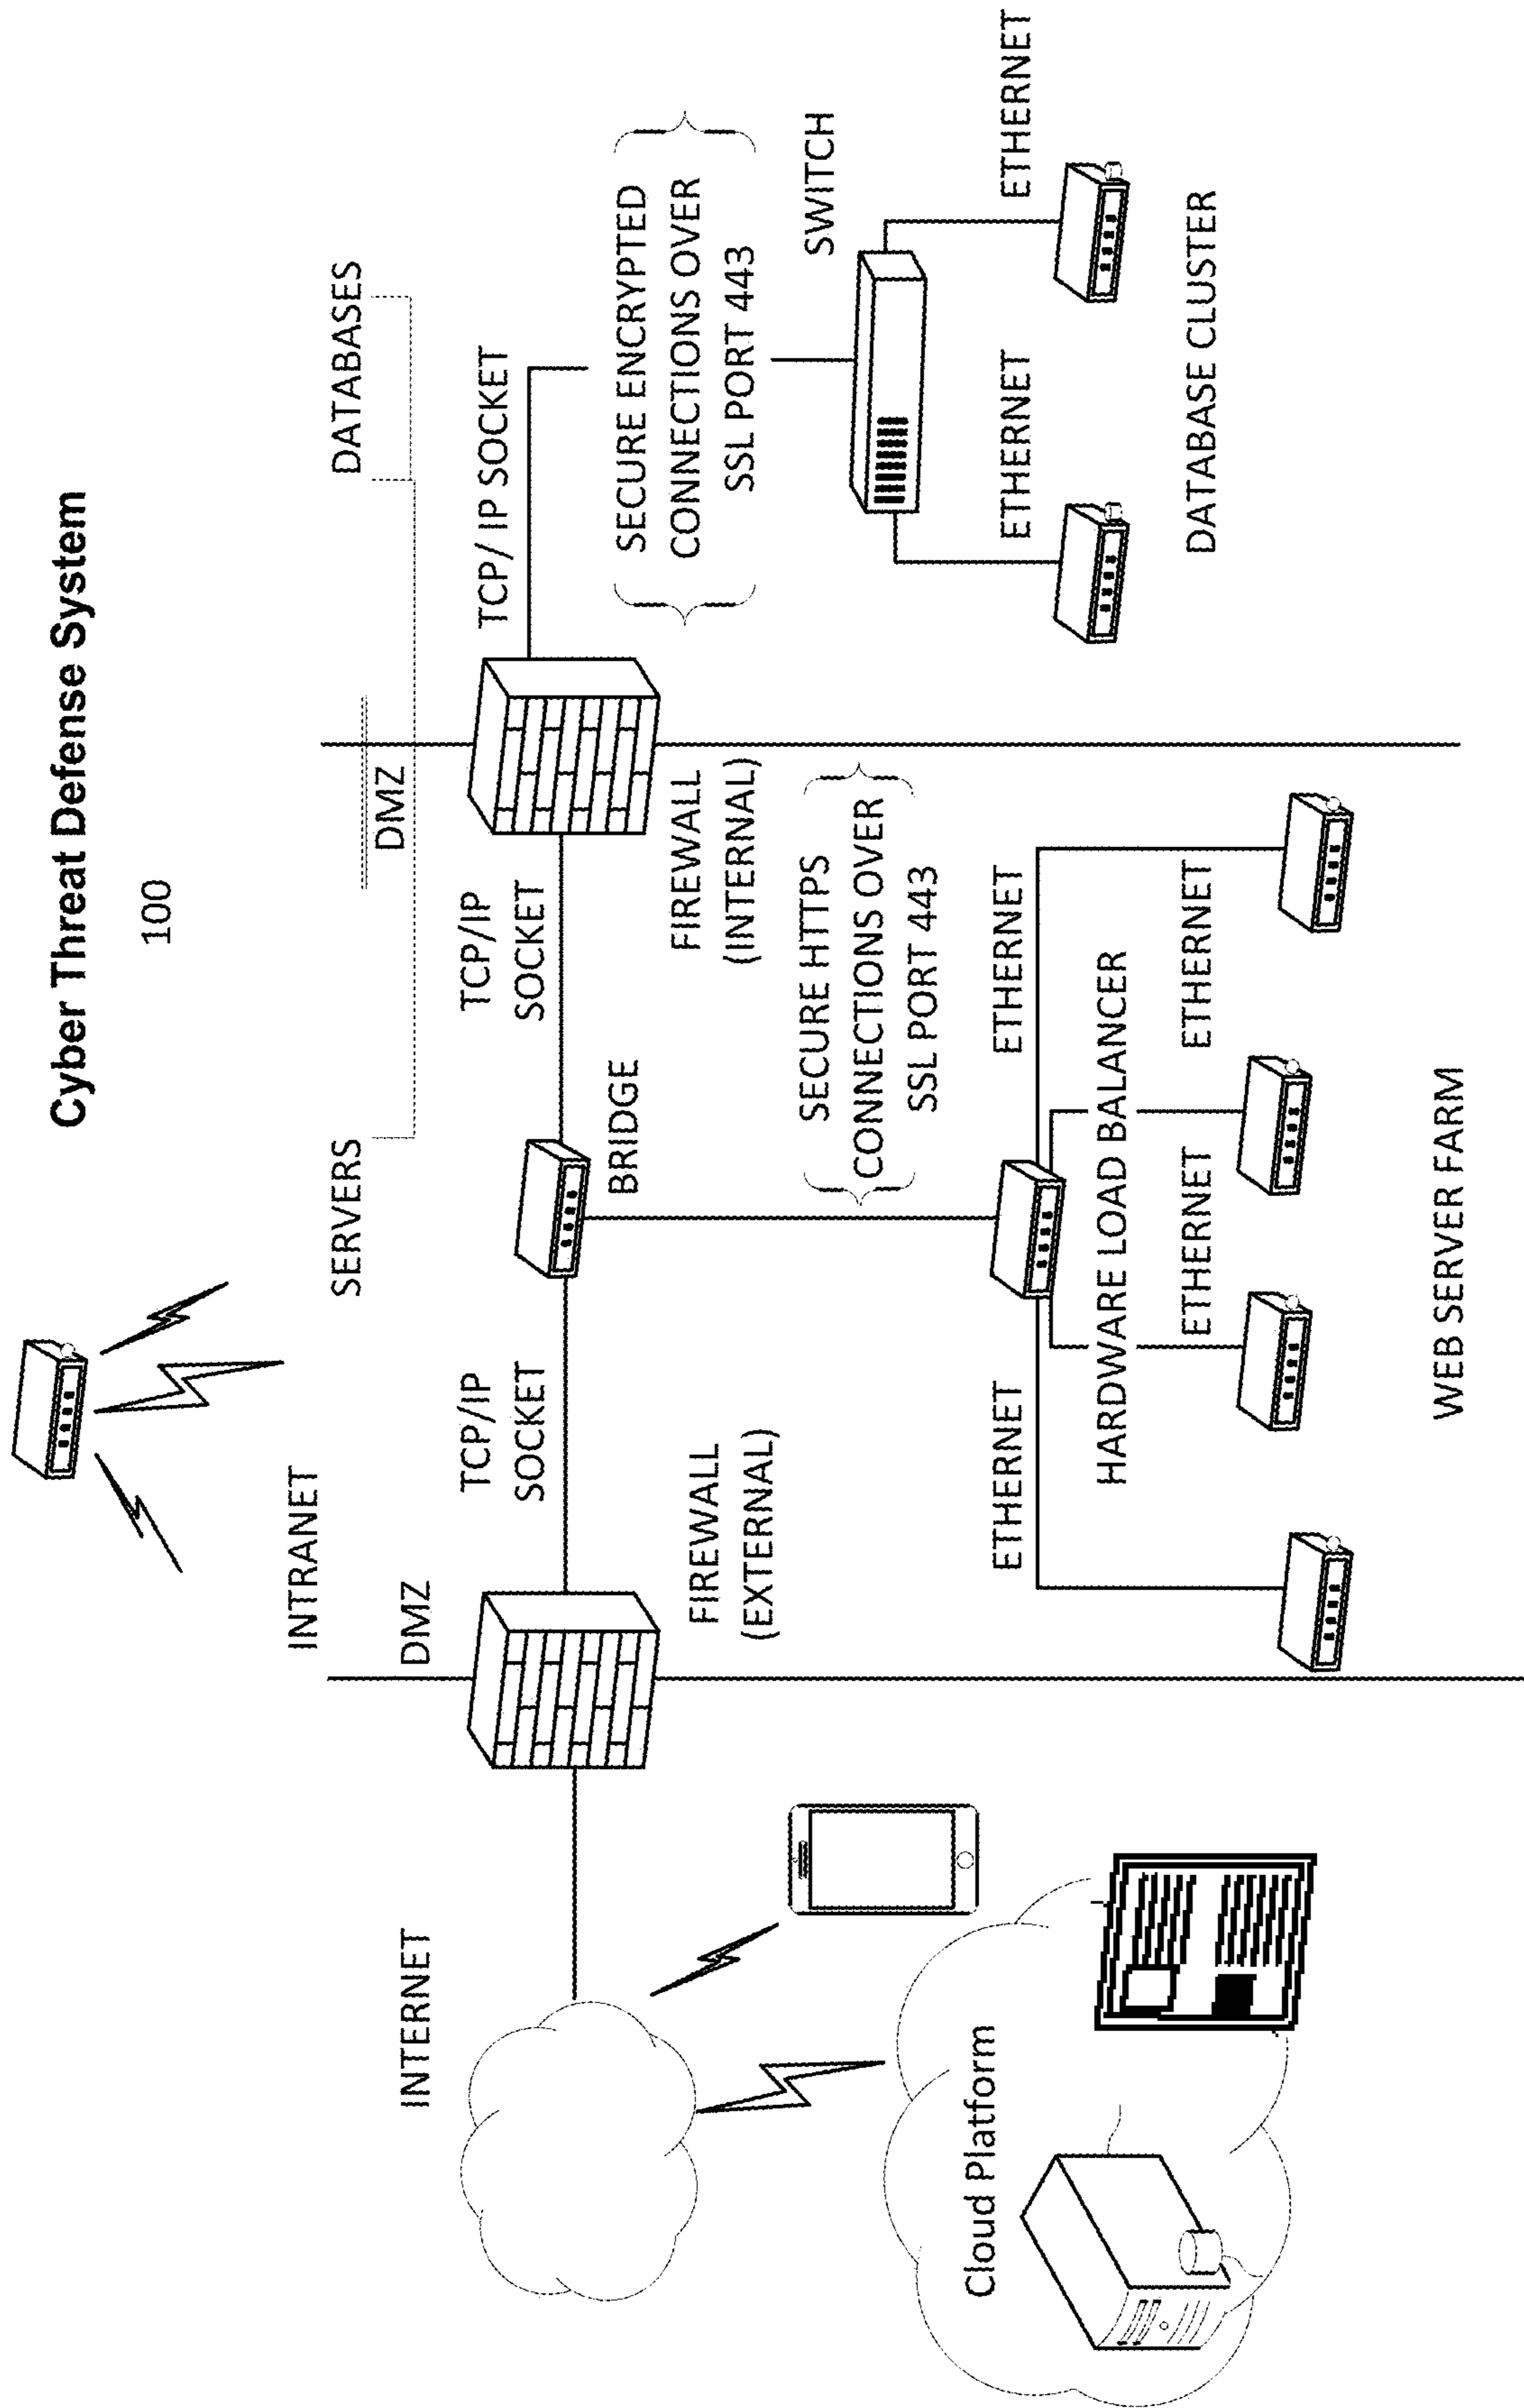 Cyber Threat Defense System
100
INTRANET
SERVERS
DATABASES
INTERNET
DMZ
DMZ
TCP/IP
SOCKET
TCP/IP
SOCKET
TCP/ IP SOCKET
BRIDGE
FIREWALL
(EXTERNAL)
FIREWALL
(INTERNAL)
SECURE ENCRYPTED
CONNECTIONS OVER
SSL PORT 443
SECURE HTTPS
CONNECTIONS OVER
SSL PORT 443
SWITCH
Cloud Platform
ETHERNET
ETHERNET
ETHERNET
ETHERNET
HARDWARE LOAD BALANCER
ETHERNET
ETHERNET
DATABASE CLUSTER
WEB SERVER FARM